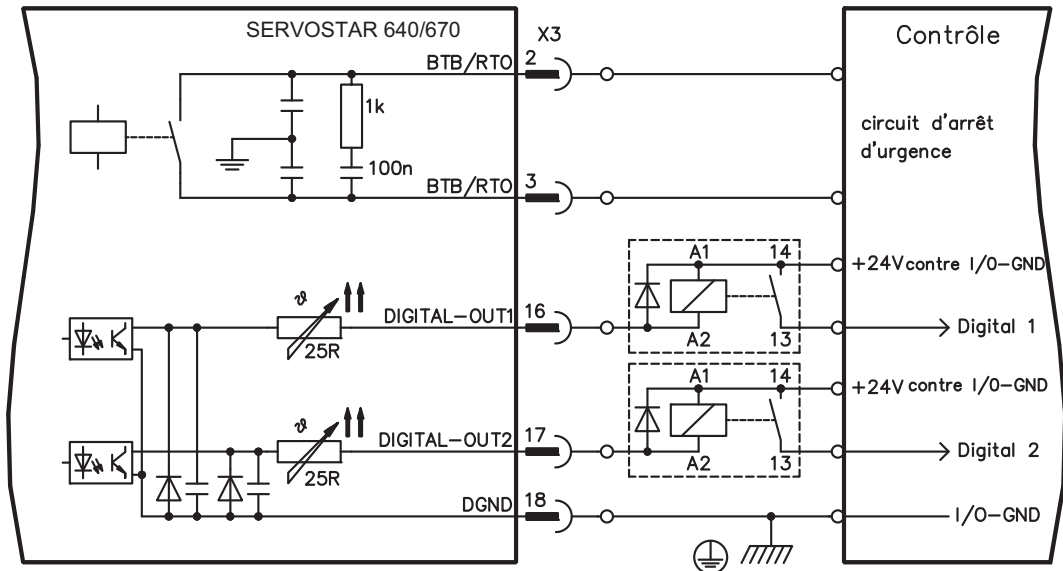 SERVOSTAR 640/670
X3
Contrôle
BTB/RTO
2
1k
100n
circuit d'arrêt
d'urgence
BTB/RTO
3
A1
14
+24V contre I/O-GND
ϑ
25R
DIGITAL-OUT1
16
A2
13
Digital 1
A1
14
+24V contre I/O-GND
ϑ
25R
DIGITAL-OUT2
17
A2
13
Digital 2
DGND
18
I/O-GND